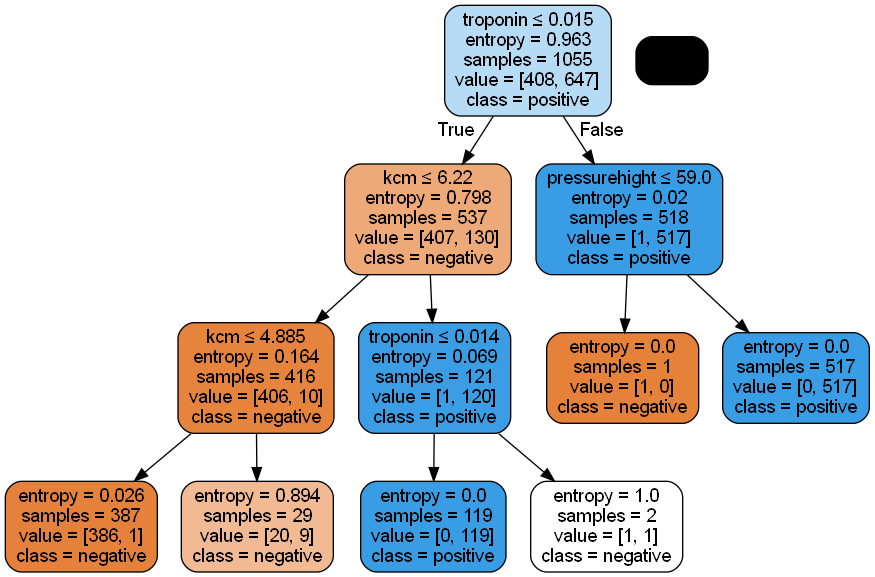 troponin ≤ 0.015
entropy = 0.963
samples = 1055
value = [408, 647]
class = positive
True
False
kcm ≤ 6.22
entropy = 0.798
samples = 537
value = [407, 130]
class = negative
pressurehight ≤ 59.0
entropy = 0.02
samples = 518
value = [1, 517]
class = positive
kcm ≤ 4.885
entropy = 0.164
samples = 416
value = [406, 10]
class = negative
troponin ≤ 0.014
entropy = 0.069
samples = 121
value = [1, 120]
class = positive
entropy = 0.0
samples = 1
value = [1, 0]
class = negative
entropy = 0.0
samples = 517
value = [0, 517]
class = positive
entropy = 0.026
samples = 387
value = [386, 1]
class = negative
entropy = 0.894
samples = 29
value = [20, 9]
class = negative
entropy = 0.0
samples = 119
value = [0, 119]
class = positive
entropy = 1.0
samples = 2
value = [1, 1]
class = negative